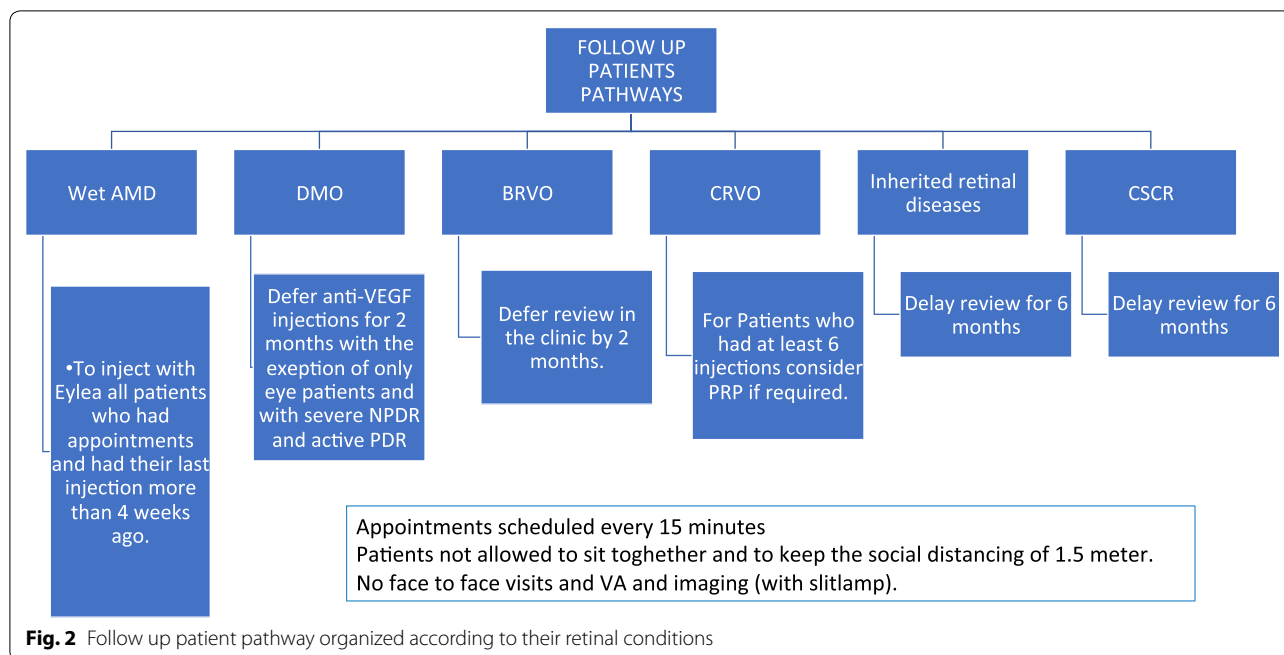 FOLLOW UP
PATIENTS
PATHWAYS
Wet AMD
DMO
BRVO
CRVO
Inherited retinal
diseases
CSCR
•To inject with
Eylea all patients
who had
appointments
and had their last
injection more
than 4 weeks
ago.
Defer anti-VEGF
injections for 2
months with the
exeption of only
eye patients and
with severe NPDR
and active PDR
Defer review in
the clinic by 2
months.
For Patients who
had at least 6
injections consider
PRP if required.
Delay review for 6
months
Delay review for 6
months
Appointments scheduled every 15 minutes
Patients not allowed to sit toghether and to keep the social distancing of 1.5 meter.
No face to face visits and VA and imaging (with slitlamp).
Fig. 2 Follow up patient pathway organized according to their retinal conditions